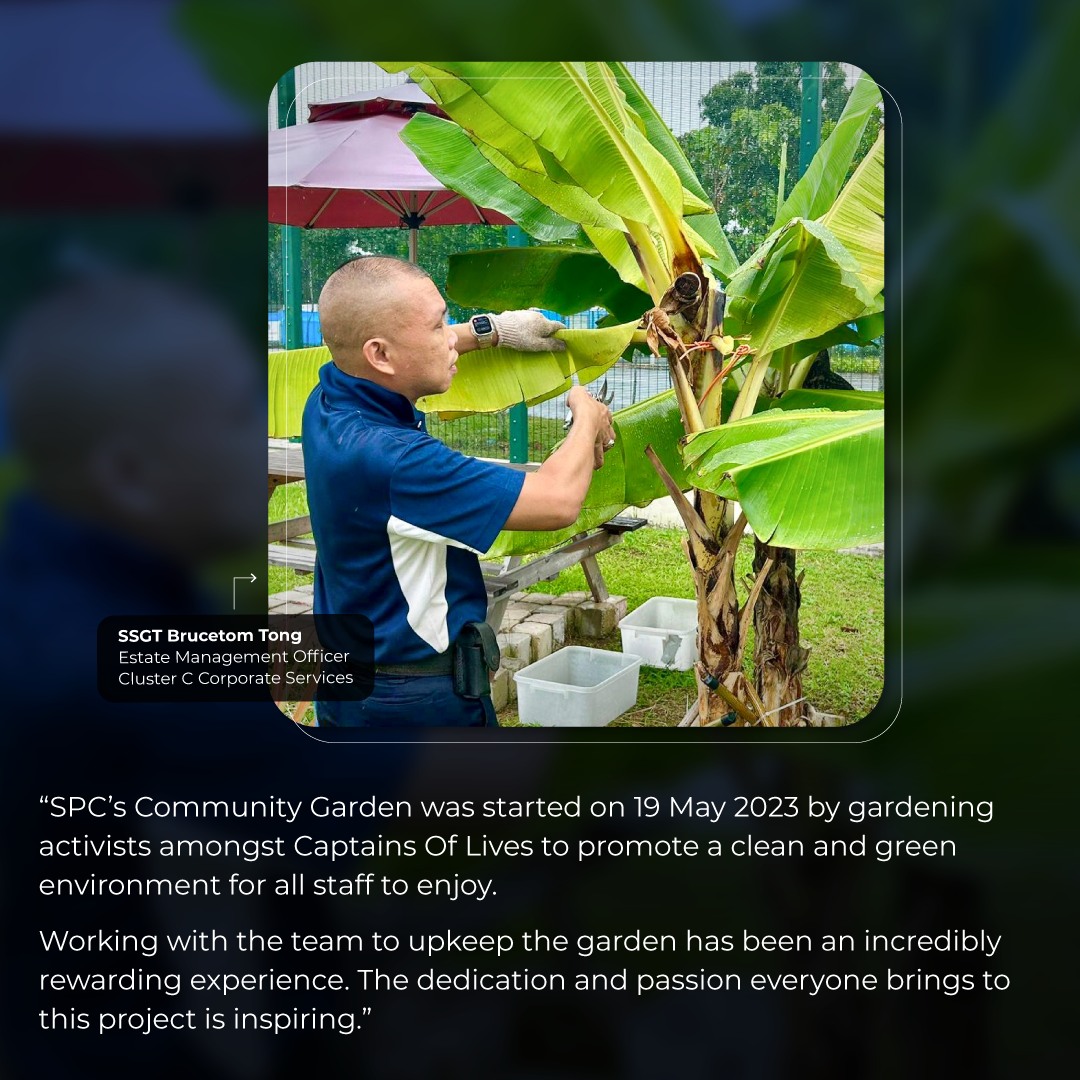 SSGT Brucetom Tong
Estate Management Officer
Cluster C Corporate Services
“SPC’s Community Garden was started on 19 May 2023 by gardening
activists amongst Captains Of Lives to promote a clean and green
environment for all staff to enjoy.
Working with the team to upkeep the garden has been an incredibly
rewarding experience. The dedication and passion everyone brings to
this project is inspiring.”